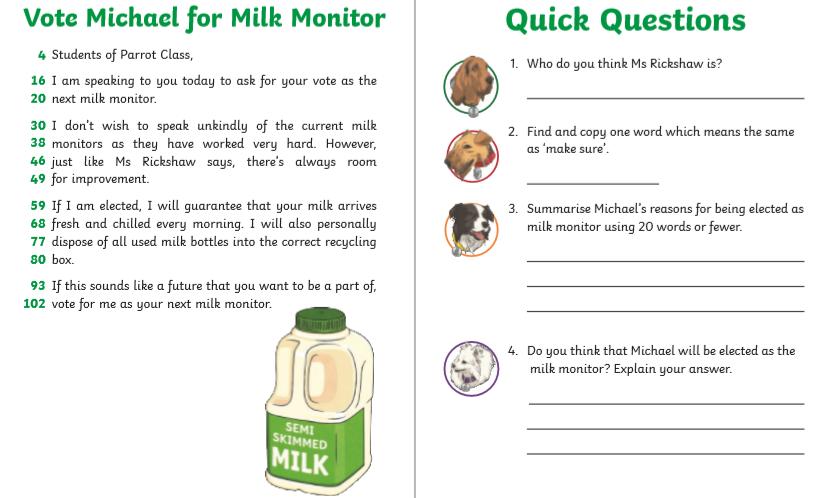 Vote Michael for Milk Monitor
4 Students of Parrot Class,
16 I am speaking to you today to ask for your vote as the
20 next milk monitor.
30 I don't wish to speak unkindly of the current milk
38 monitors as they have worked very hard. However,
46 just like Ms Rickshaw says, there's always room
49 for improvement.
59 If I am elected, I will guarantee that your milk arrives
68 fresh and chilled every morning. I will also personally
77 dispose of all used milk bottles into the correct recycling
80 box.
93 If this sounds like a future that you want to be a part of,
102 vote for me as your next milk monitor.
SEMI
SKIMMED
MILK
Quick Questions
1. Who do you think Ms Rickshaw is?
2. Find and copy one word which means the same
as 'make sure'.
3. Summarise Michael's reasons for being elected as
milk monitor using 20 words or fewer.
4. Do you think that Michael will be elected as the
milk monitor? Explain your answer.